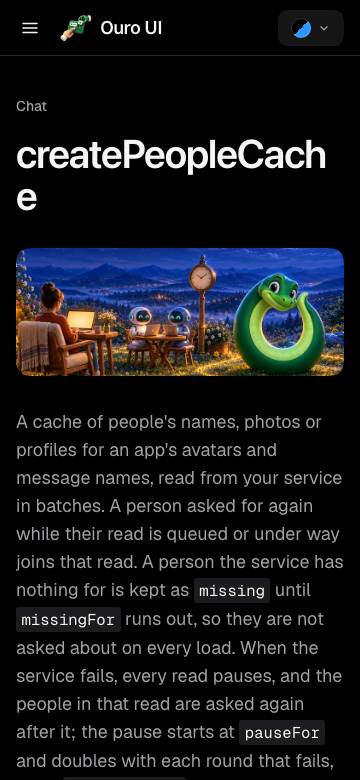 Ouro UI
Chat
createPeopleCach
e
A cache of people's names, photos or
profiles for an app's avatars and
message names, read from your service
in batches. A person asked for again
while their read is queued or under way
joins that read. A person the service has
nothing for is kept as missing until
missingFor runs out, so they are not
asked about on every load. When the
service fails, every read pauses, and the
people in that read are asked again
after it; the pause starts at pauseFor
and doubles with each round that fails,